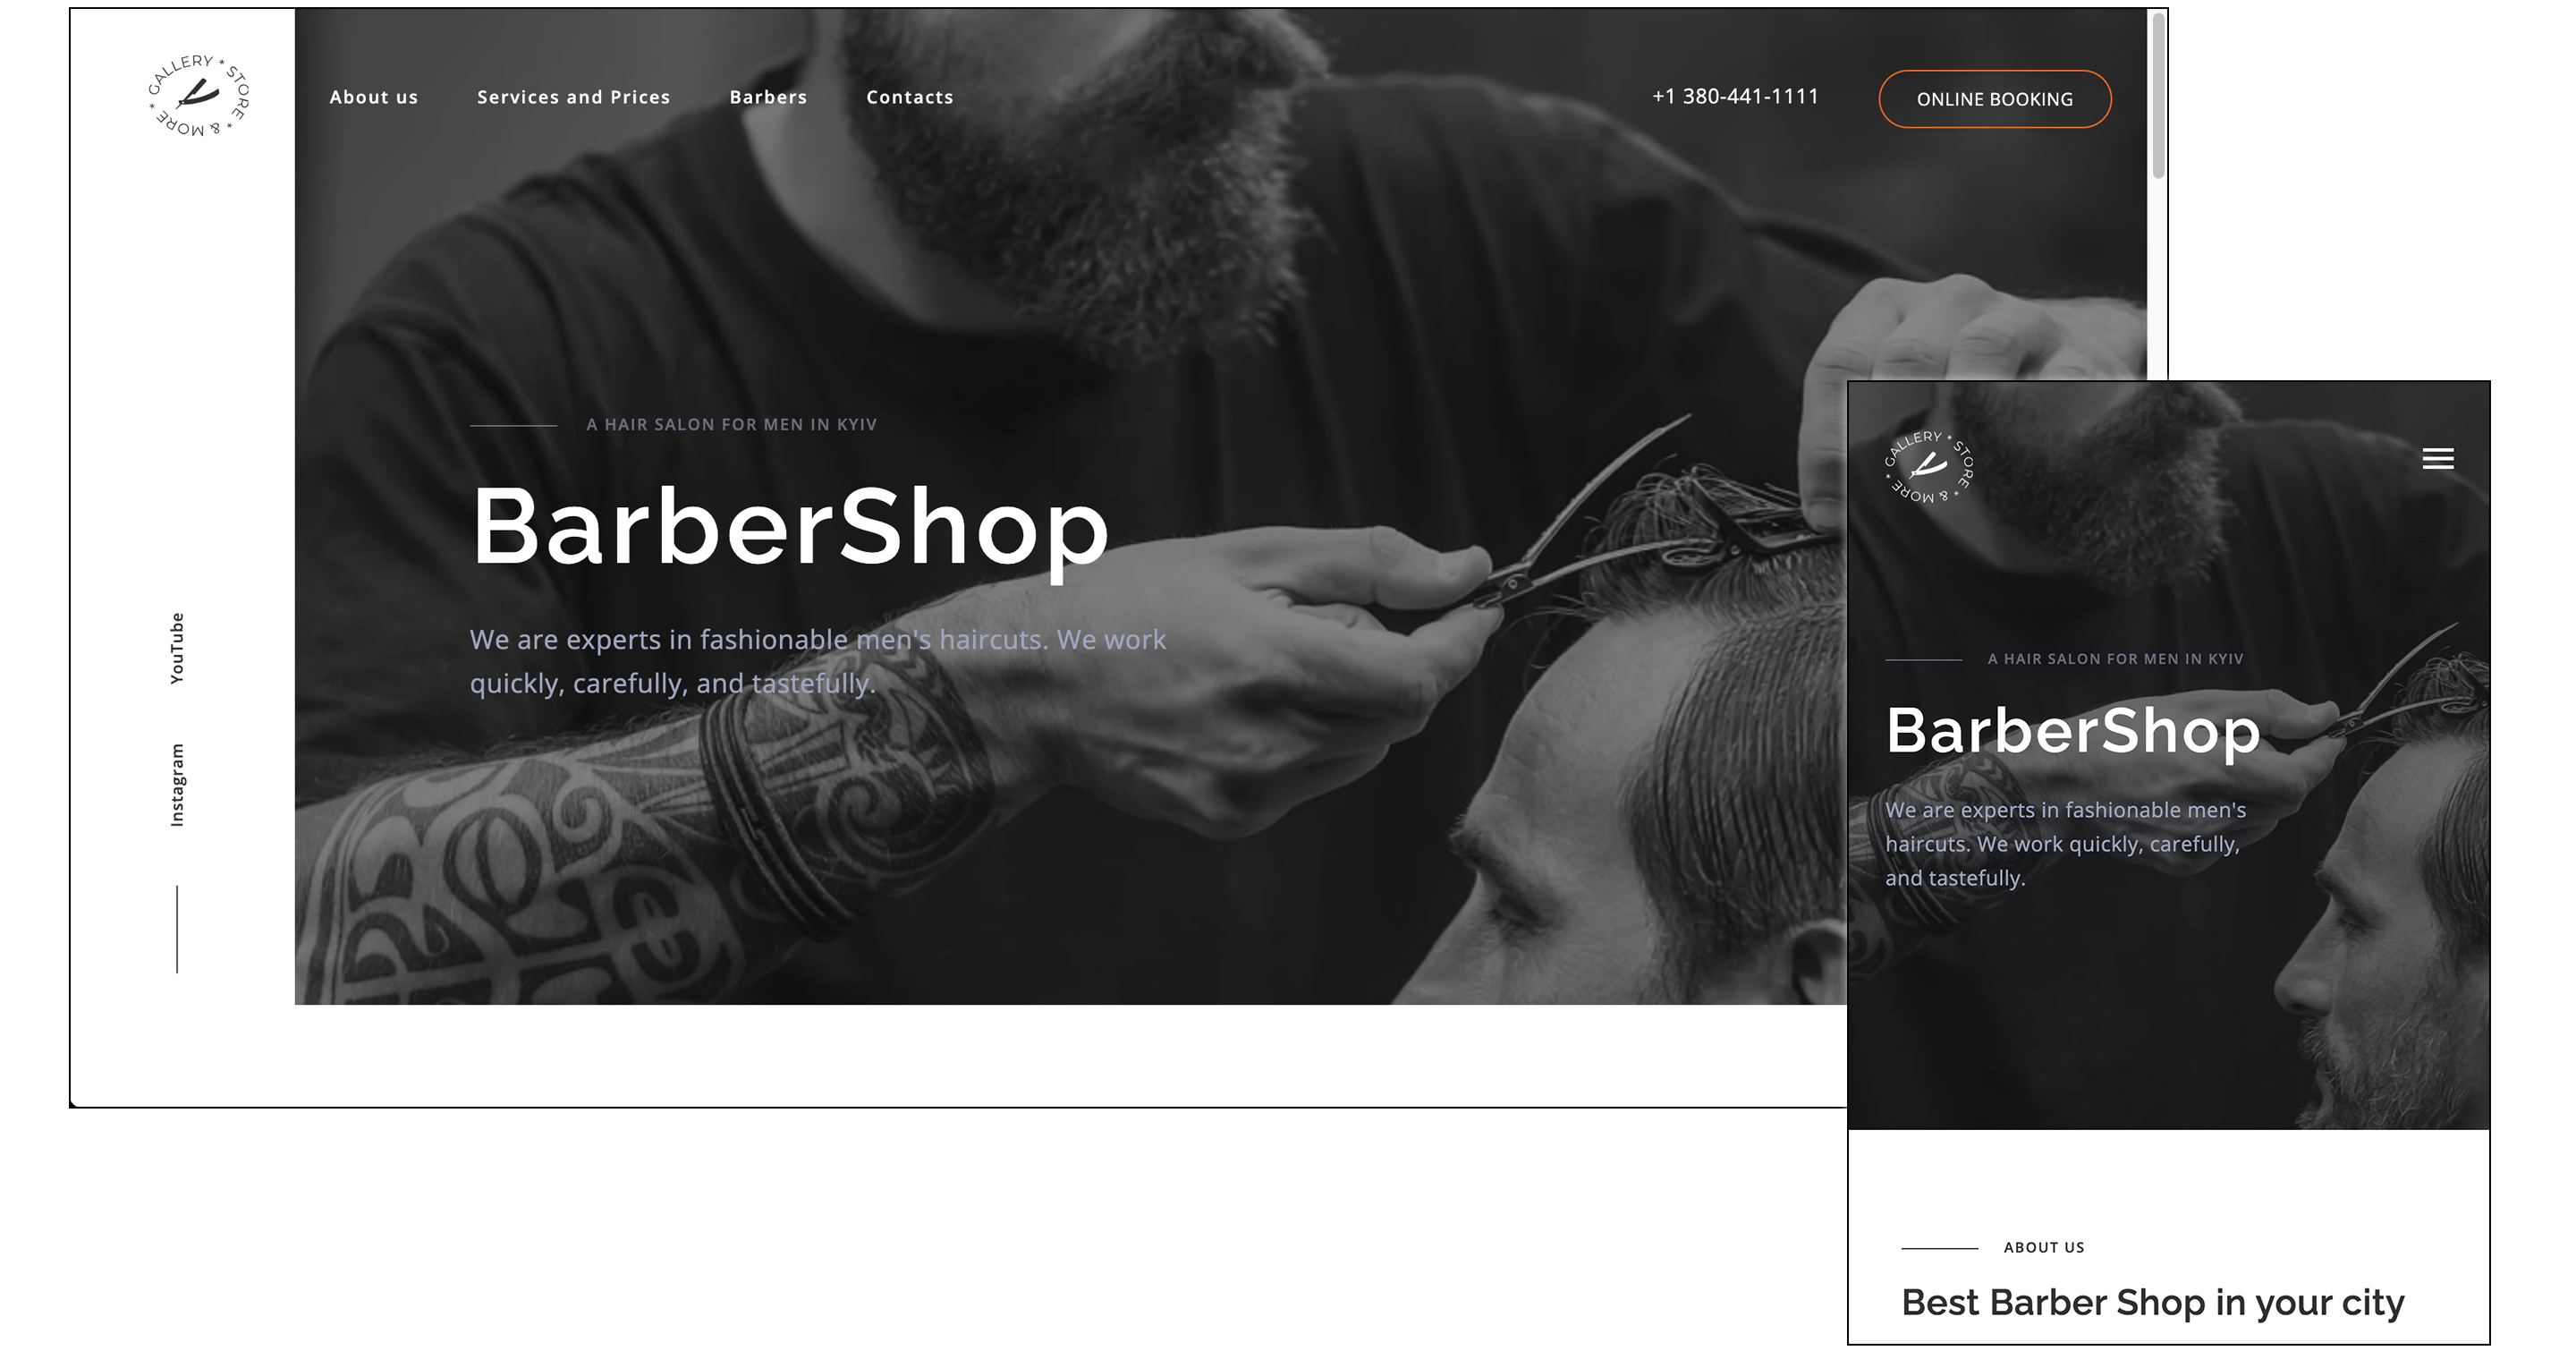 GALLERY * STORE * & MORE *
About us
Services and Prices
Barbers
Contacts
+1 380-441-1111
ONLINE BOOKING
A HAIR SALON FOR MEN IN KYIV
BarberShop
We are experts in fashionable men's haircuts. We work
quickly, carefully, and tastefully.
YouTube
Instagram
GALLERY * STORE * & MORE *
A HAIR SALON FOR MEN IN KYIV
BarberShop
We are experts in fashionable men's
haircuts. We work quickly, carefully,
and tastefully.
ABOUT US
Best Barber Shop in your city